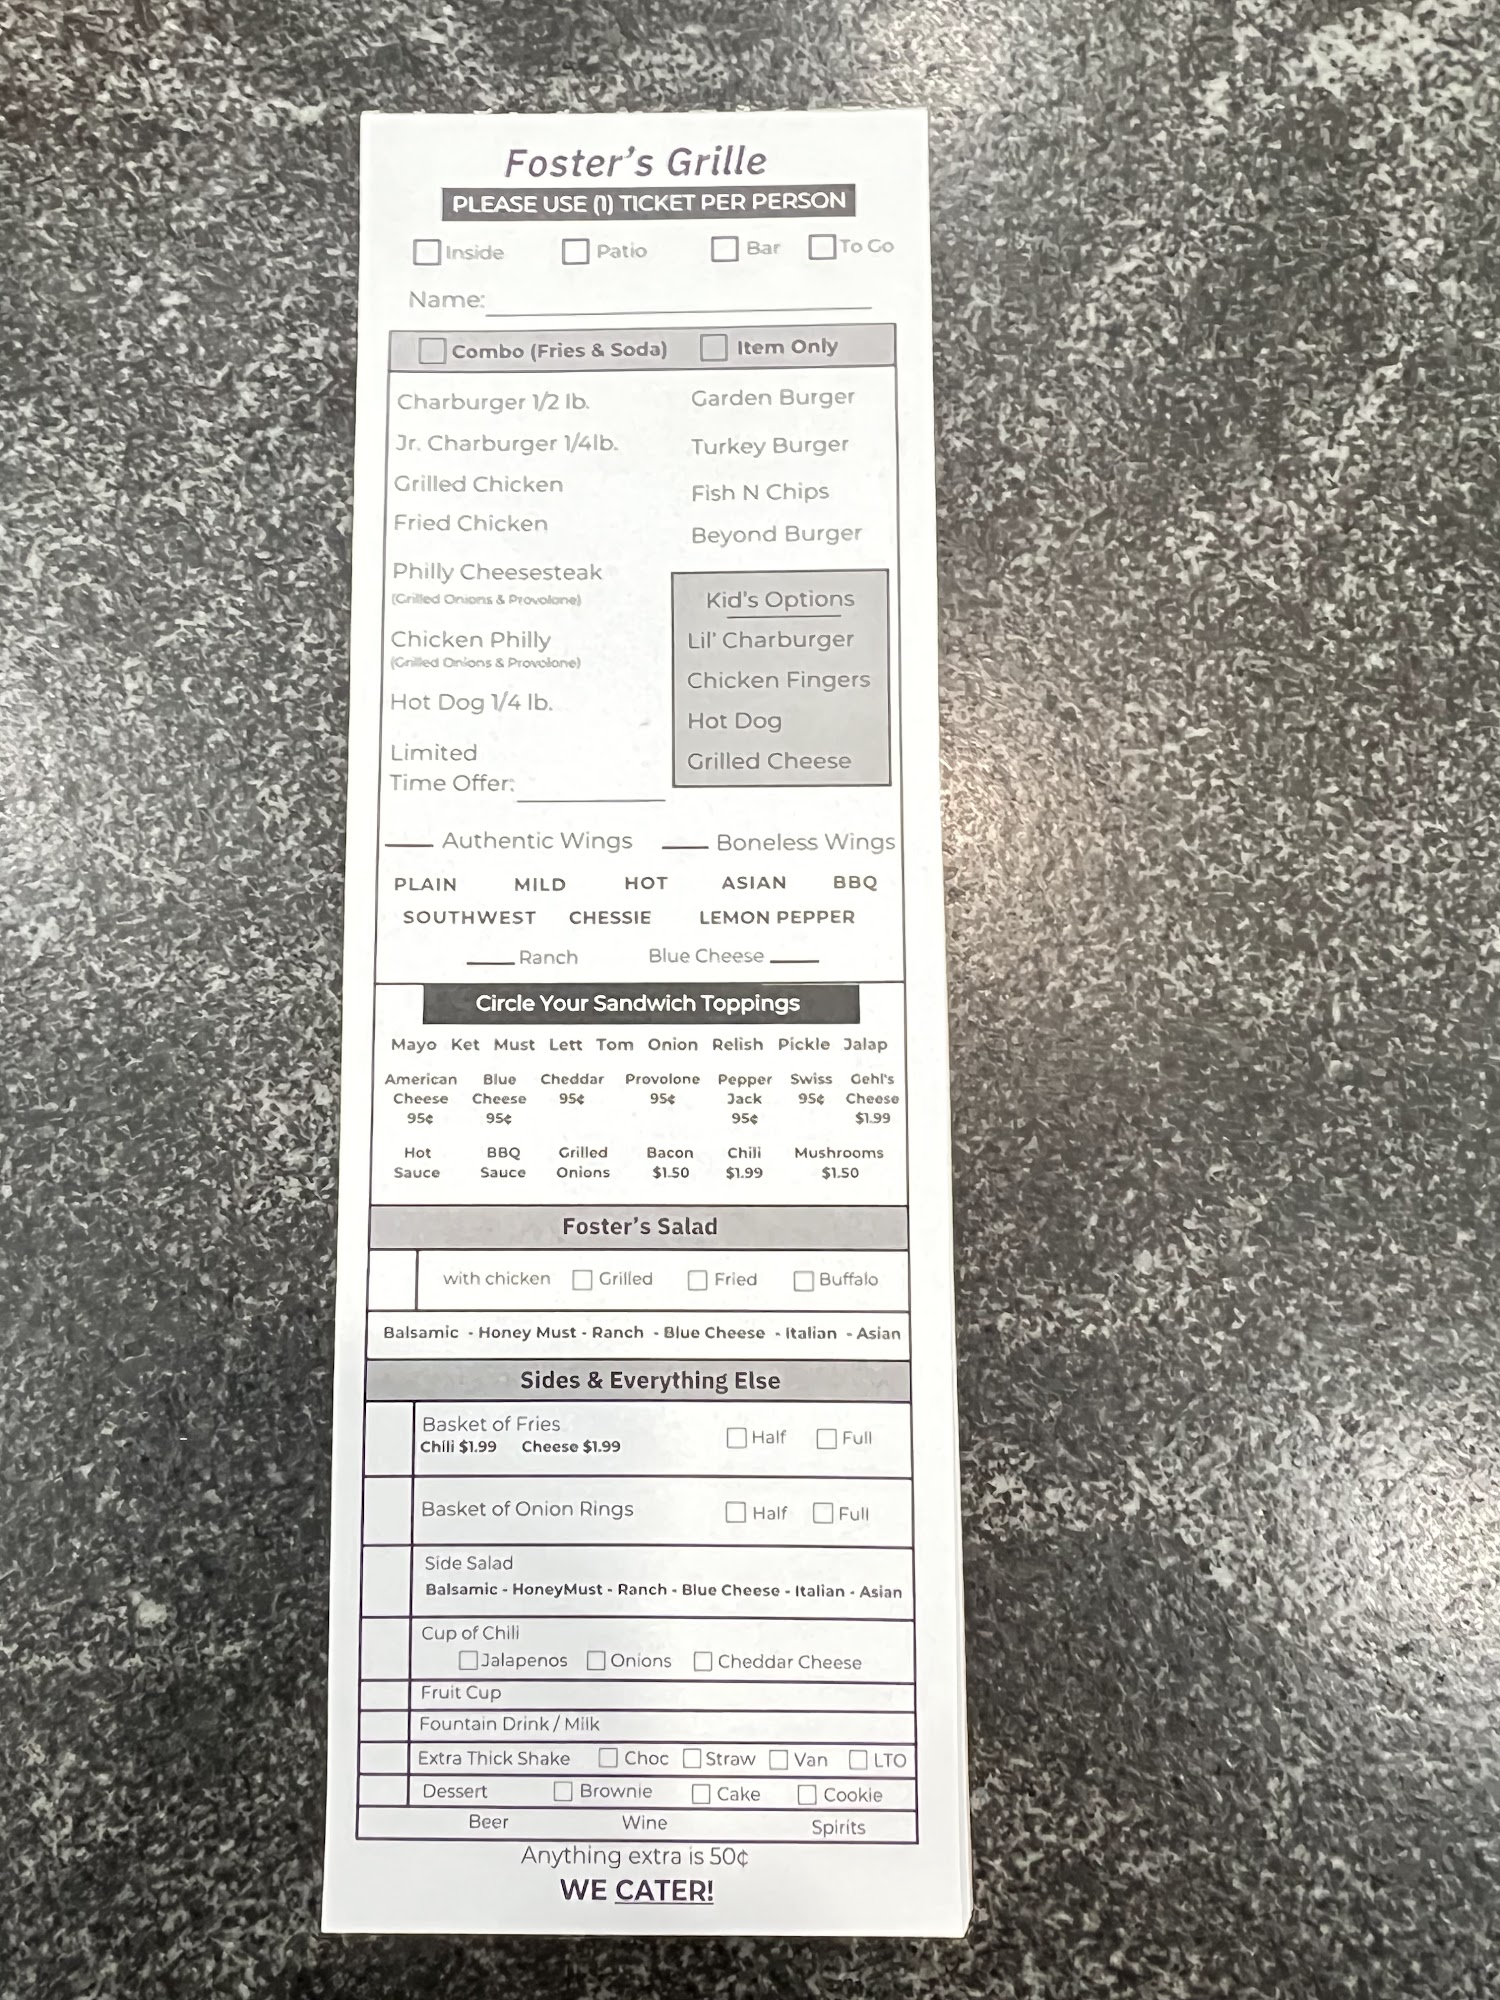 Foster's Grille
PLEASE USE (1) TICKET PER PERSON
Inside Patio Bar To Go
Name:
Combo (Fries & Soda) Item Only
Charburger 1/2 lb.
Jr. Charburger 1/4lb.
Grilled Chicken
Fried Chicken
Philly Cheesesteak
(Grilled Onions & Provolone)
Chicken Philly
(Grilled Onions & Provolone)
Hot Dog 1/4 lb.
Limited
Time Offer:
Garden Burger
Turkey Burger
Fish N Chips
Beyond Burger
Kid's Options
Lil' Charburger
Chicken Fingers
Hot Dog
Grilled Cheese
Authentic Wings Boneless Wings
PLAIN MILD HOT ASIAN BBQ
SOUTHWEST CHESSIE LEMON PEPPER
Ranch Blue Cheese
Circle Your Sandwich Toppings
Mayo Ket Must Lett Tom Onion Relish Pickle Jalap
American Blue Cheddar Provolone Pepper Swiss Gehl's
Cheese Cheese 95¢ 95¢ Jack 95¢ Cheese
95¢ 95¢ 95¢ $1.99
Hot BBQ Grilled Bacon Chili Mushrooms
Sauce Sauce Onions $1.50 $1.99 $1.50
Foster's Salad
with chicken Grilled Fried Buffalo
Balsamic - Honey Must - Ranch - Blue Cheese - Italian - Asian
Sides & Everything Else
Basket of Fries Half Full
Chili $1.99 Cheese $1.99
Basket of Onion Rings Half Full
Side Salad
Balsamic - HoneyMust - Ranch - Blue Cheese - Italian - Asian
Cup of Chili
Jalapenos Onions Cheddar Cheese
Fruit Cup
Fountain Drink / Milk
Extra Thick Shake Choc Straw Van LTO
Dessert Brownie Cake Cookie
Beer Wine Spirits
Anything extra is 50¢
WE CATER!